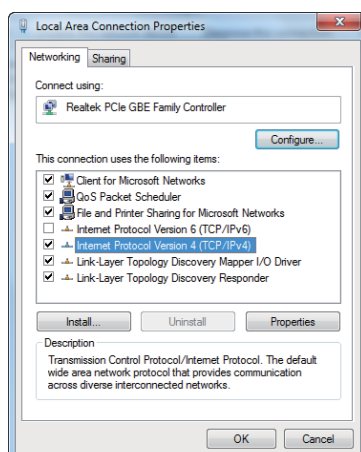 Local Area Connection Properties
Networking Sharing
Connect using:
Realtek PCIe GBE Family Controller
Configure...
This connection uses the following items:
Client for Microsoft Networks
QoS Packet Scheduler
File and Printer Sharing for Microsoft Networks
Internet Protocol Version 6 (TCP/IPv6)
Internet Protocol Version 4 (TCP/IPv4)
Link-Layer Topology Discovery Mapper I/O Driver
Link-Layer Topology Discovery Responder
Install... Uninstall Properties
Description
Transmission Control Protocol/Internet Protocol. The default
wide area network protocol that provides communication
across diverse interconnected networks.
OK Cancel